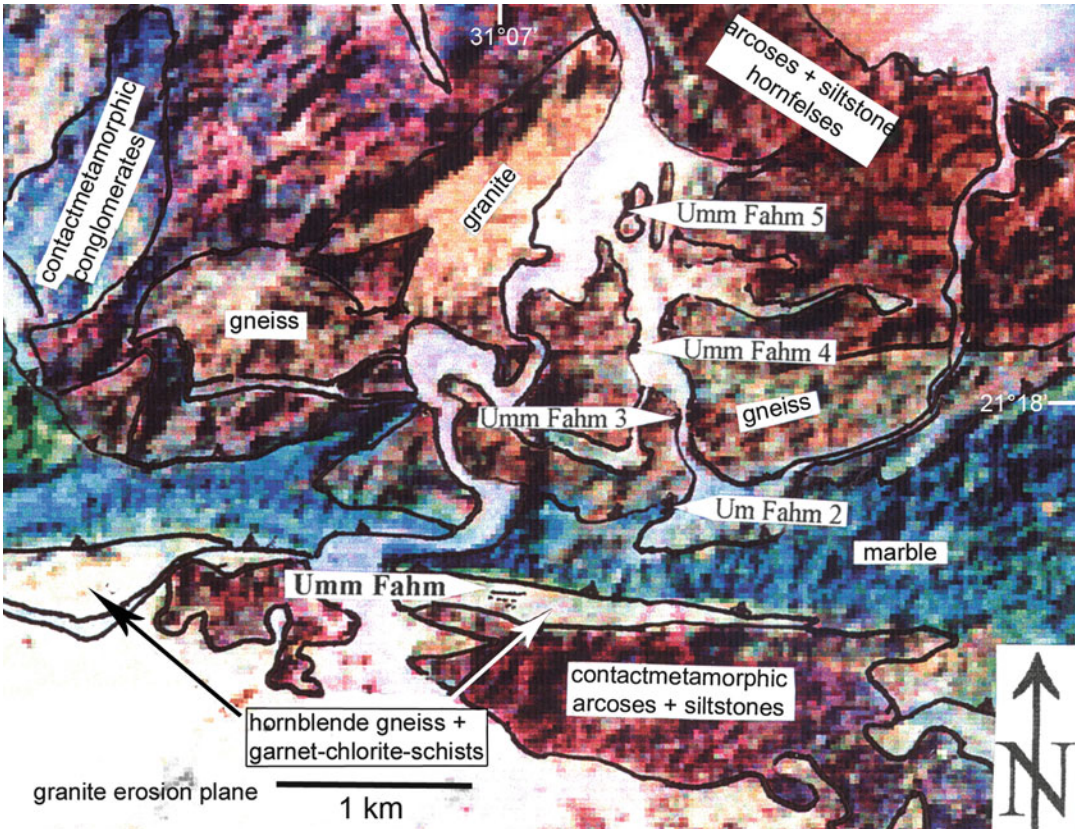 31°07'
arcoses + siltstone
hornfelses
contactmetamorphic
conglomerates
granite
Umm Fahm 5
gneiss
Umm Fahm 4
21°18'
gneiss
Umm Fahm 3
Um Fahm 2
marble
Umm Fahm
contactmetamorphic
arcoses + siltstones
hornblende gneiss +
garnet-chlorite-schists
granite erosion plane
1 km
N